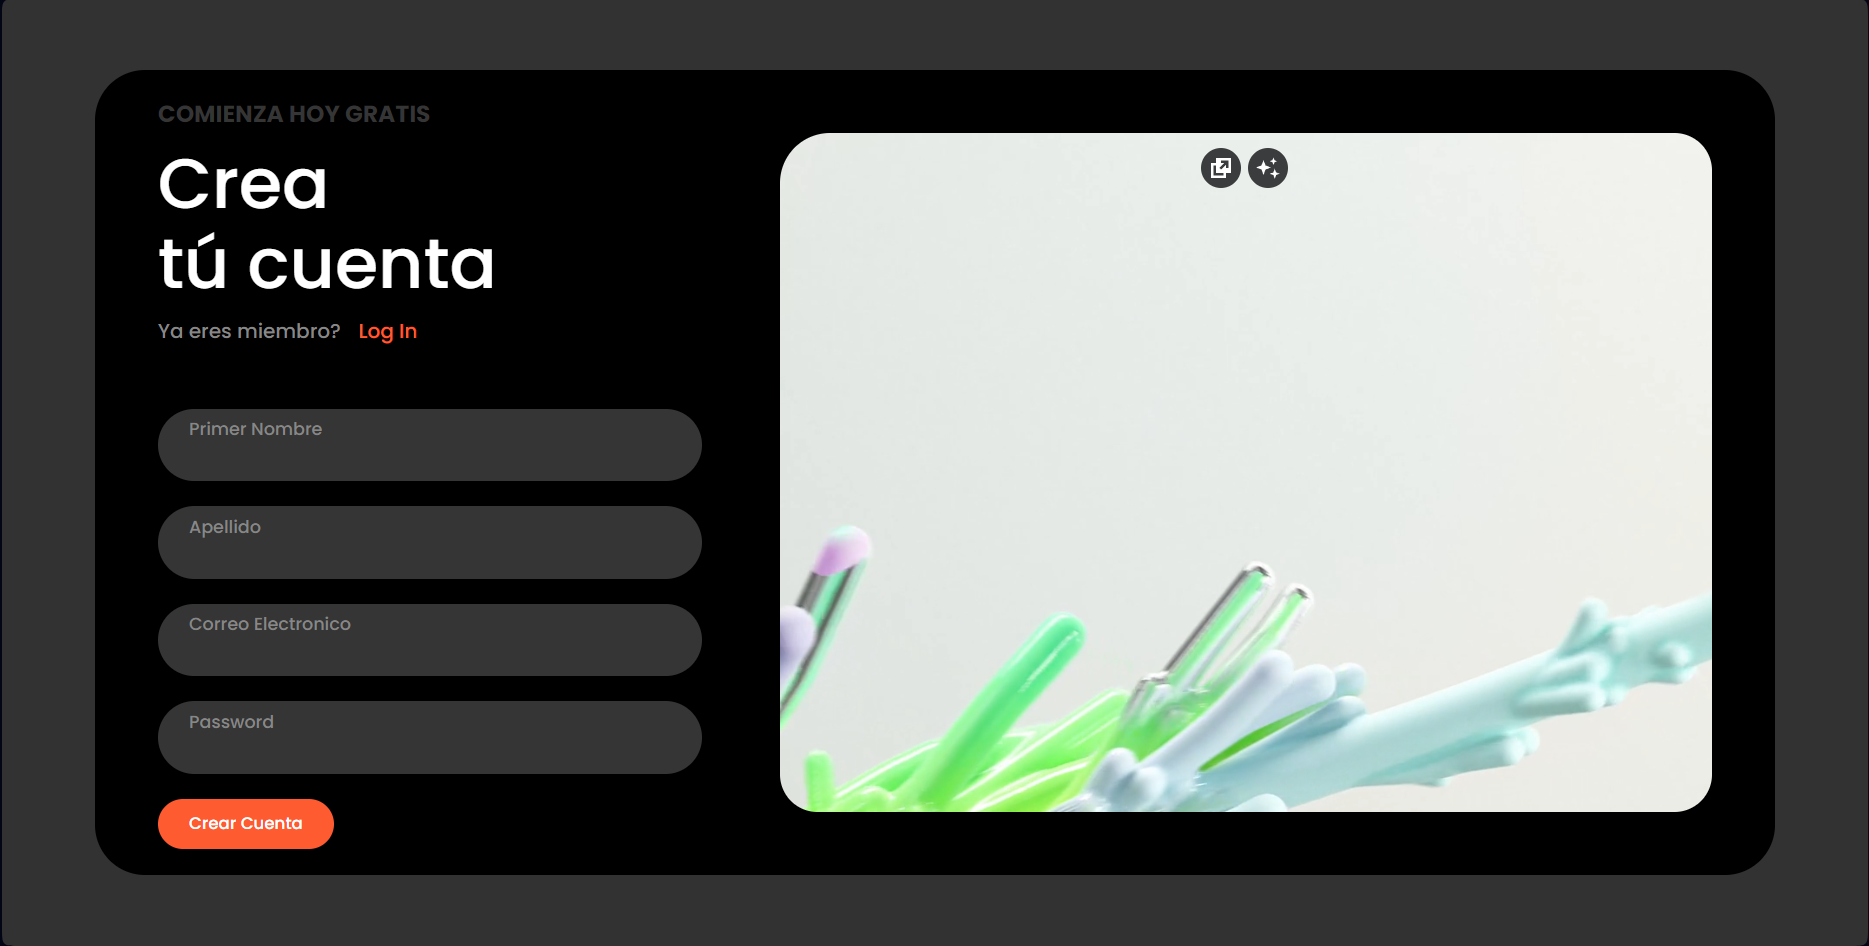 COMIENZA HOY GRATIS
Crea
tú cuenta
Ya eres miembro? Log In
Primer Nombre
Apellido
Correo Electronico
Password
Crear Cuenta